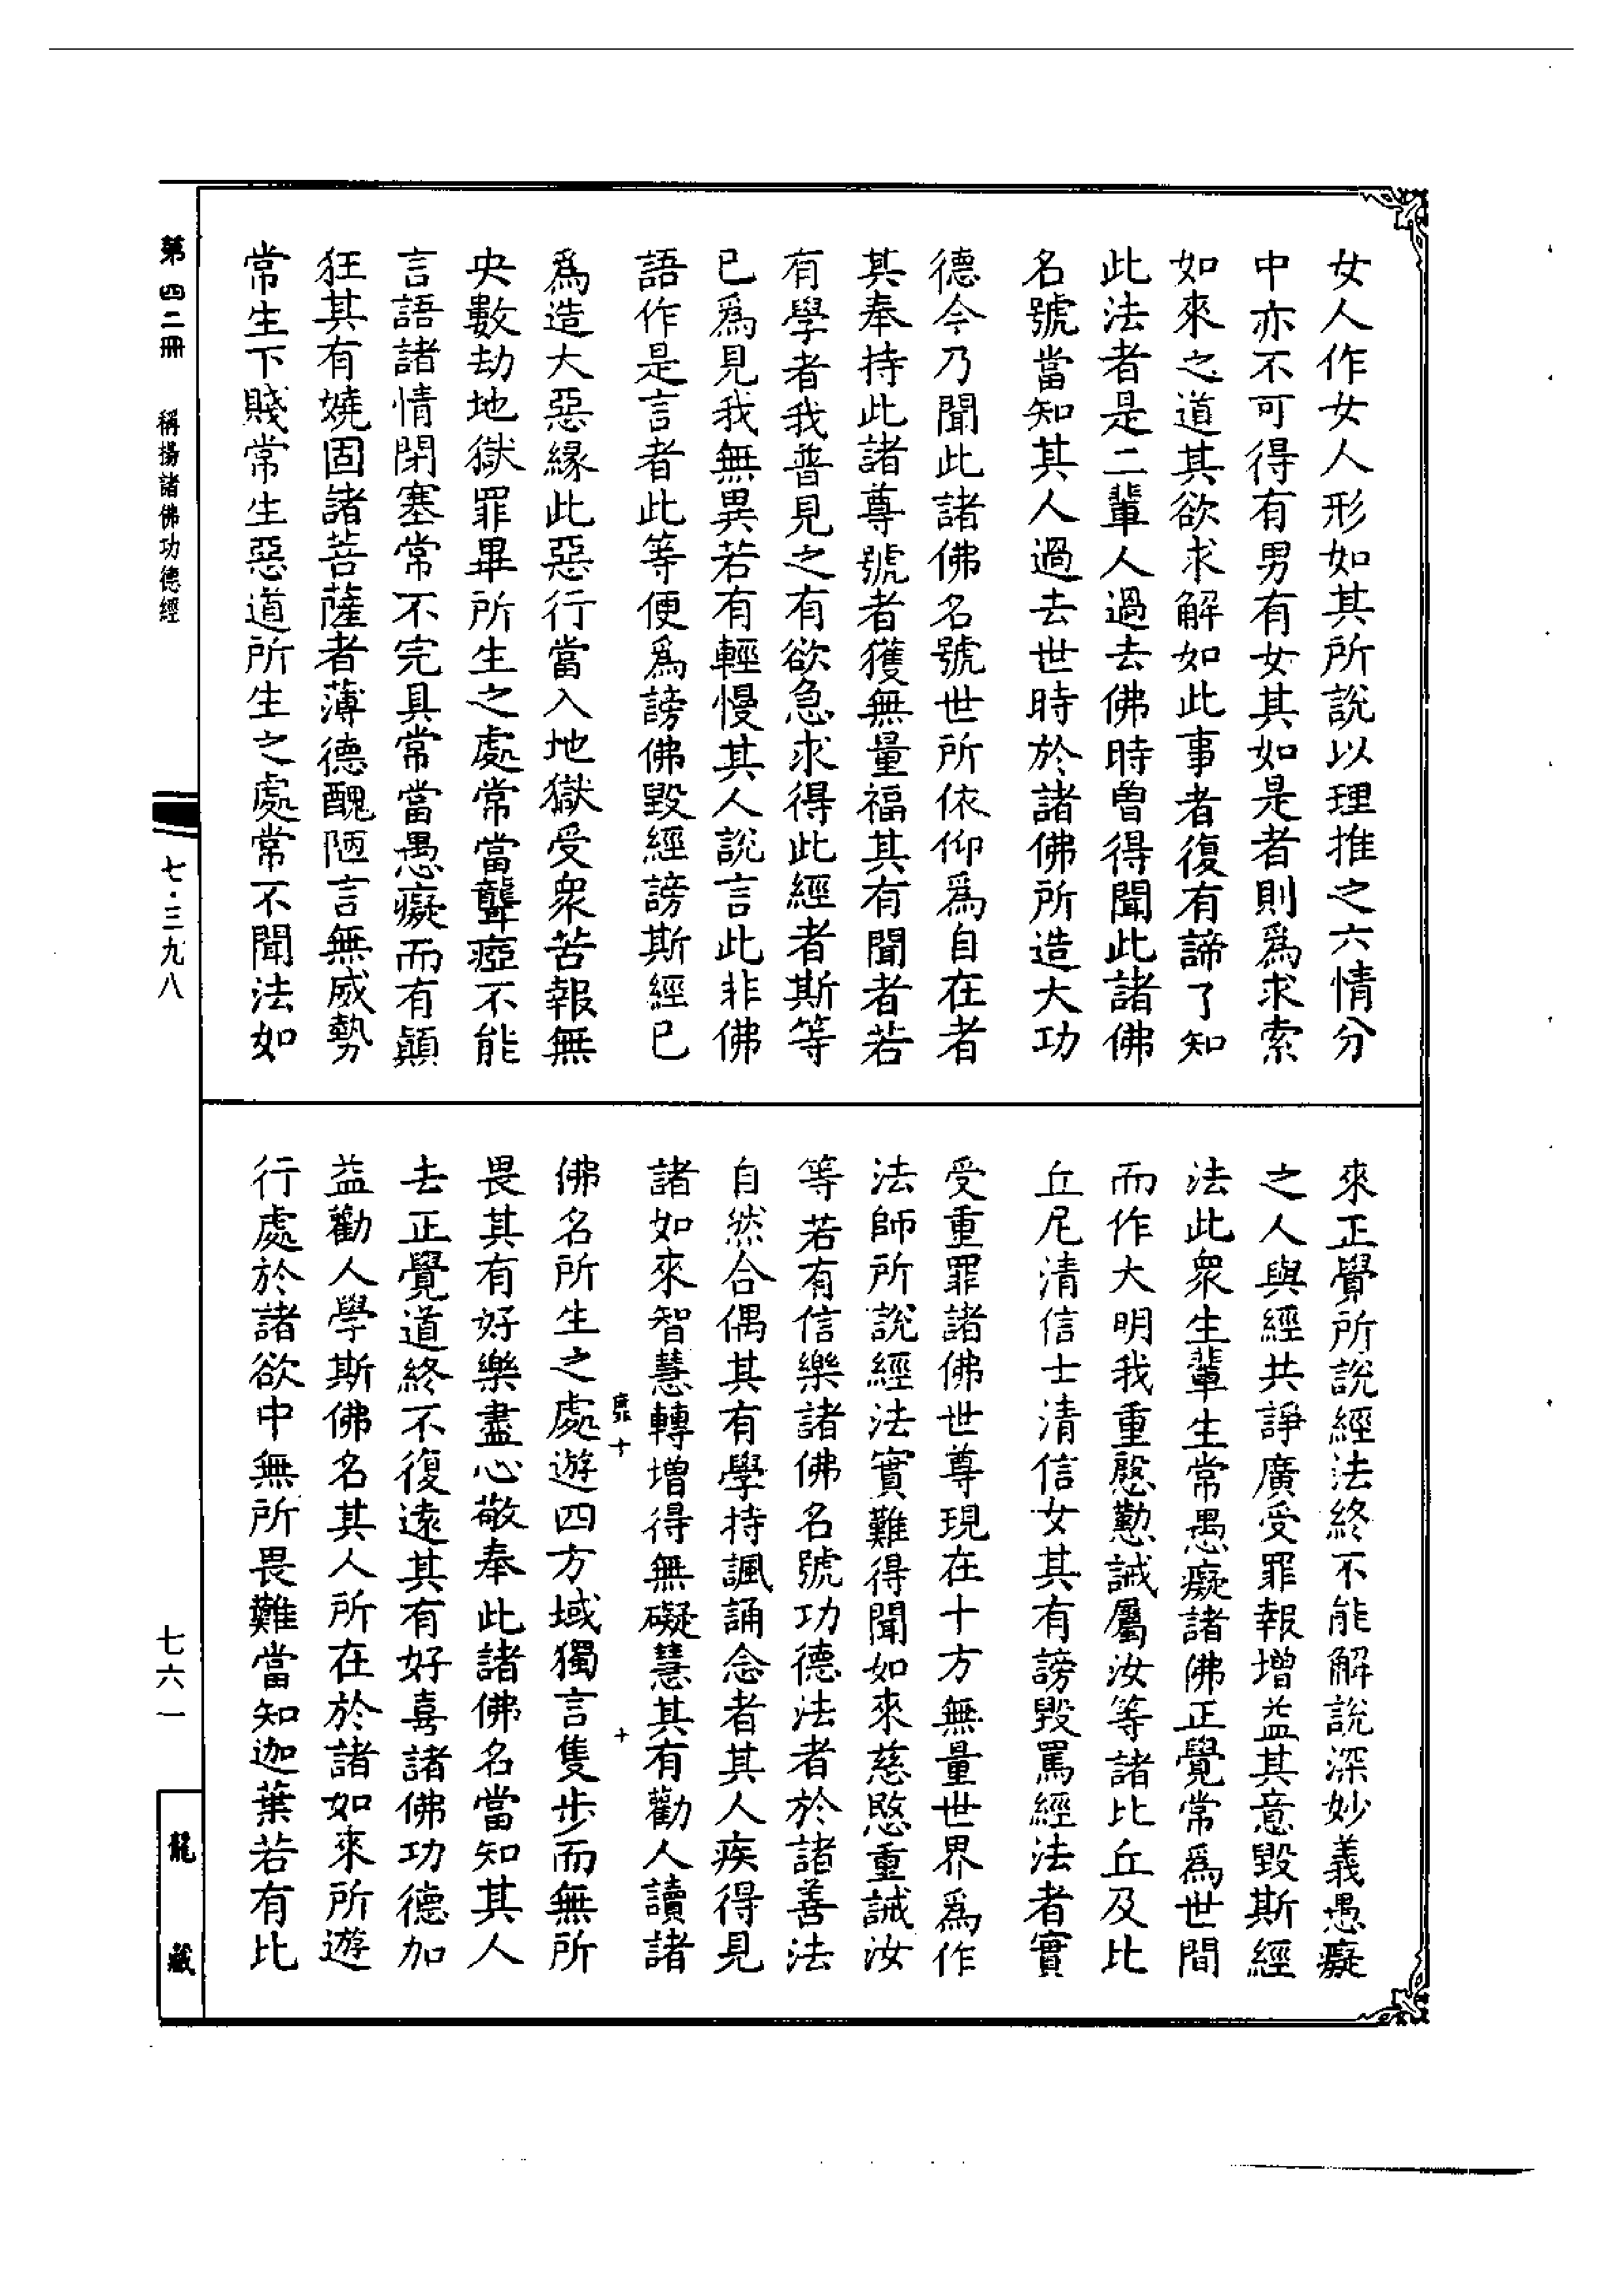 女人作女人形如其所說以理推之六情分
中亦不可得有男有女其如是者則爲求索
如來之道其欲求解如此事者復有諦了知
此法者是二輩人過去佛時曾得聞此諸佛
名號當知其人過去世時於諸佛所造大功
德今乃聞此諸佛名號世所依仰爲自在者
其奉持此諸尊號者獲無量福其有聞者若
有學者我普見之有欲急求得此經者斯等
已爲見我無異若有輕慢其人說言此非佛
語作是言者此等便爲謗佛毀經謗斯經已
爲造大惡緣此惡行當入地獄受衆苦報無
央數劫地獄罪畢所生之處常當聾瘂不能
言語諸情閉塞常不完具常當愚癡而有顚
狂其有嬈固諸菩薩者薄德醜陋言無威勢
常生下賤常生惡道所生之處常不聞法如
來正覺所說經法終不能解說深妙義愚癡
之人與經共諍廣受罪報增益其意毀斯經
法此衆生輩生常愚癡諸佛正覺常爲世間
而作大明我重慇懃誡屬汝等諸比丘及比
丘尼清信士清信女其有謗毀罵經法者實
受重罪諸佛世尊現在十方無量世界爲作
法師所說經法實難得聞如來慈愍重誡汝
等若有信樂諸佛名號功德法者於諸善法
自然合偶其有學持諷誦念者其人疾得見
諸如來智慧轉增得無礙慧其有勸人讀諸
靡十
十
佛名所生之處遊四方域獨言隻步而無所
畏其有好樂盡心敬奉此諸佛名當知其人
去正覺道終不復遠其有好喜諸佛功德加
益勸人學斯佛名其人所在於諸如來所遊
行處於諸欲中無所畏難當知迦葉若有比
第四二冊 稱揚諸佛功德經
七·三九八
七六一
龍藏